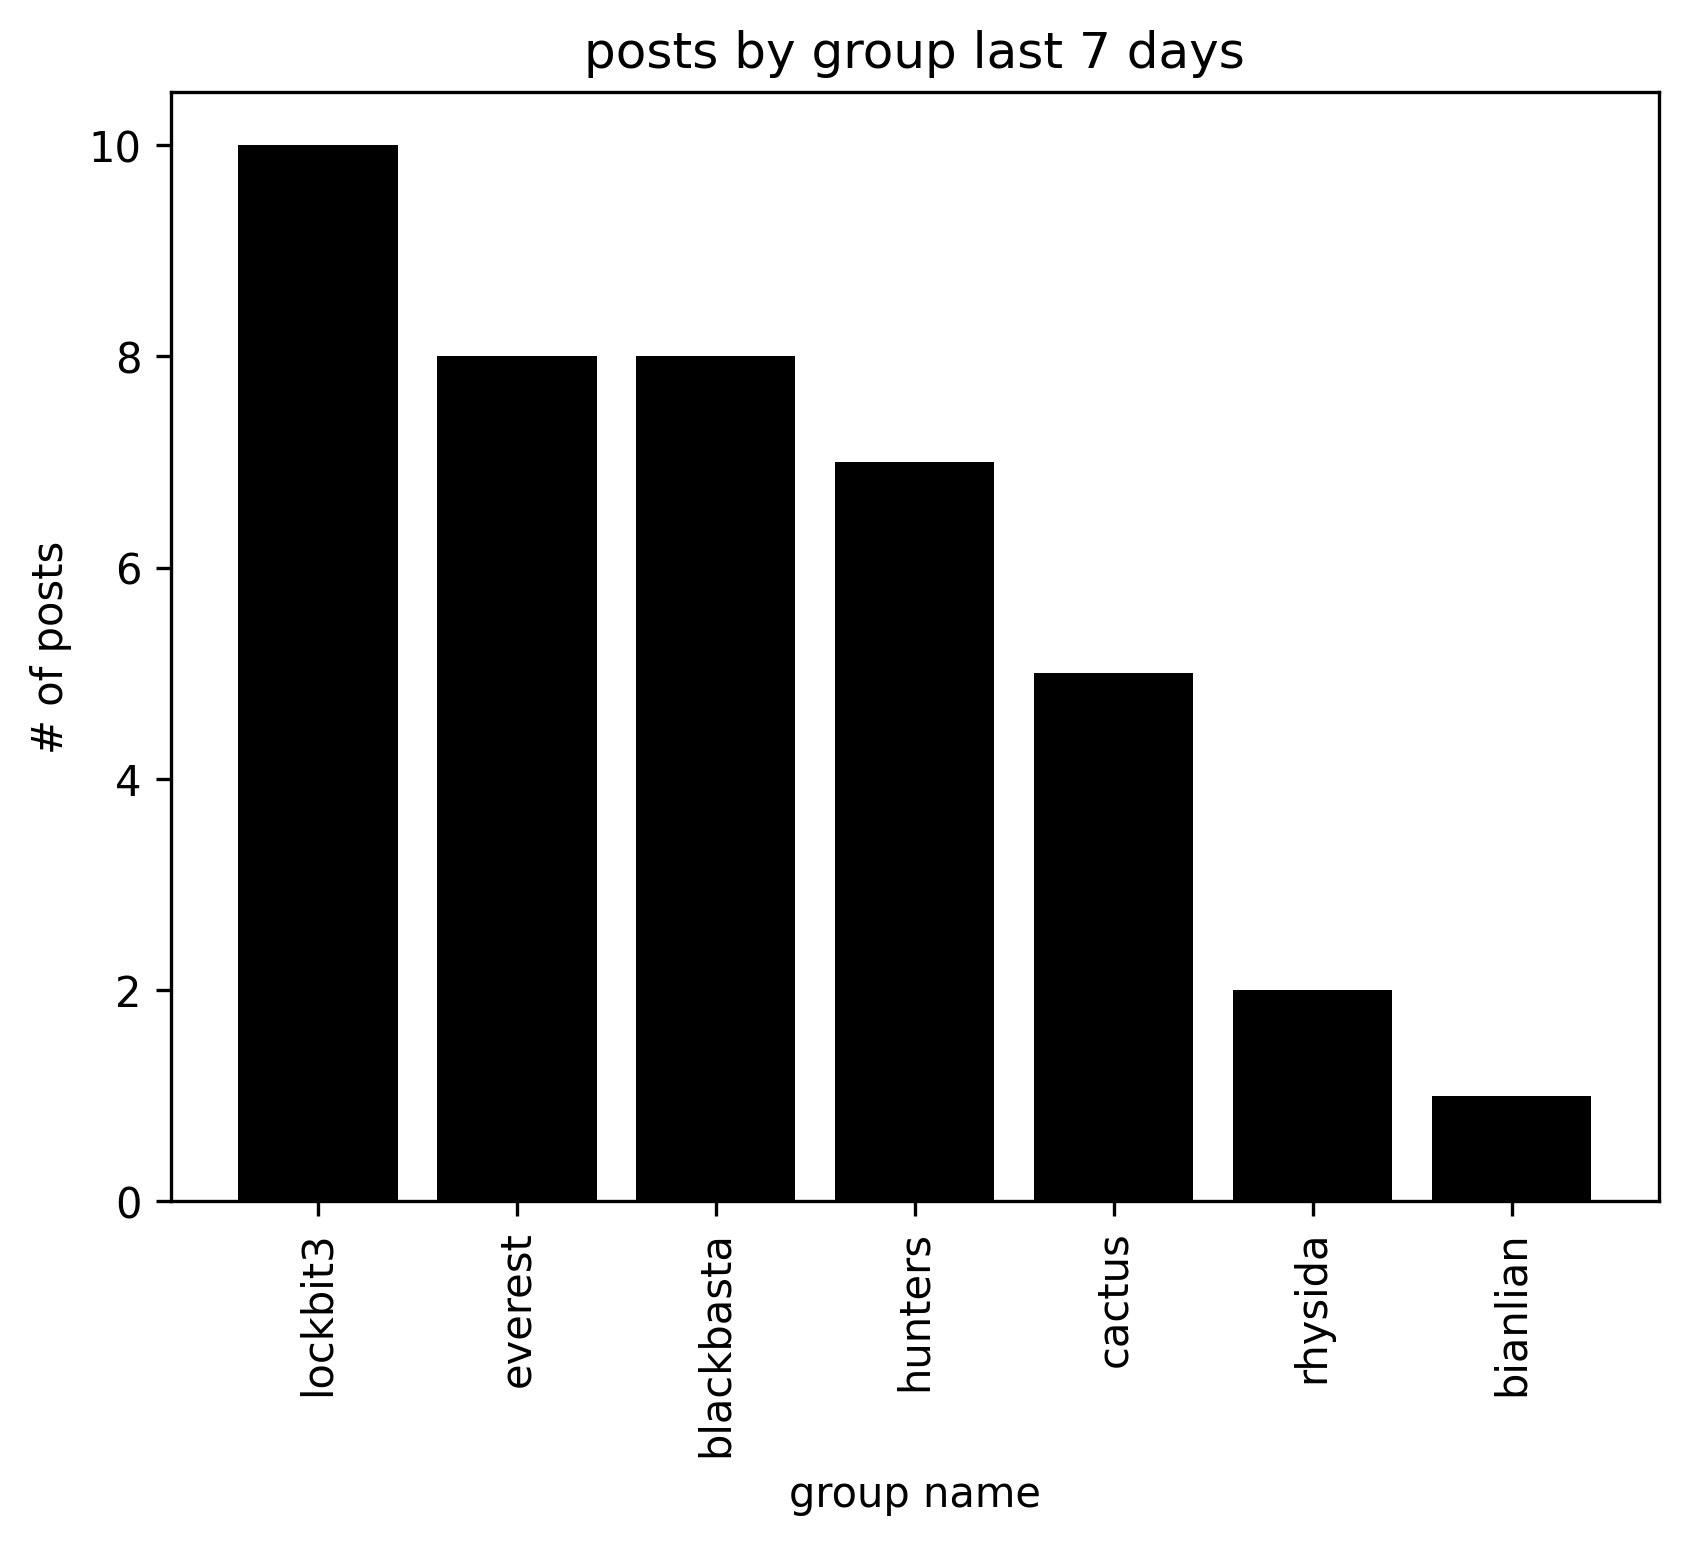 posts by group last 7 days
# of posts
10
8
6
4
2
0
lockbit3
everest
blackbasta
hunters
cactus
rhysida
bianlian
group name